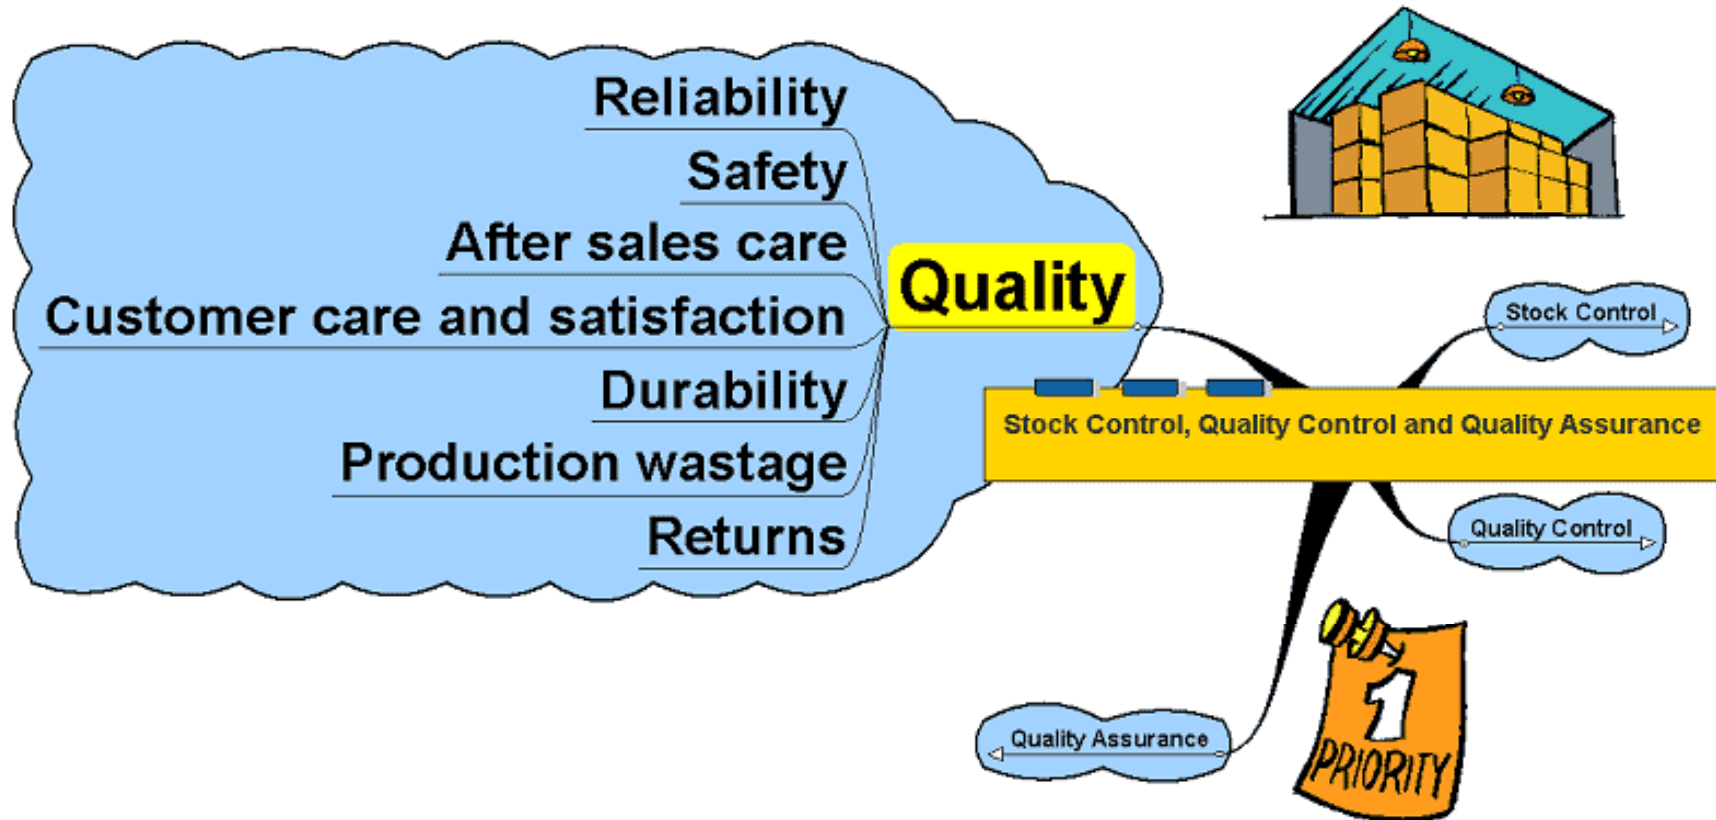 Reliability
Safety
After sales care
Customer care and satisfaction
Durability
Production wastage
Returns
Quality
Stock Control
Stock Control, Quality Control and Quality Assurance
Quality Control
Quality Assurance
1
PRIORITY